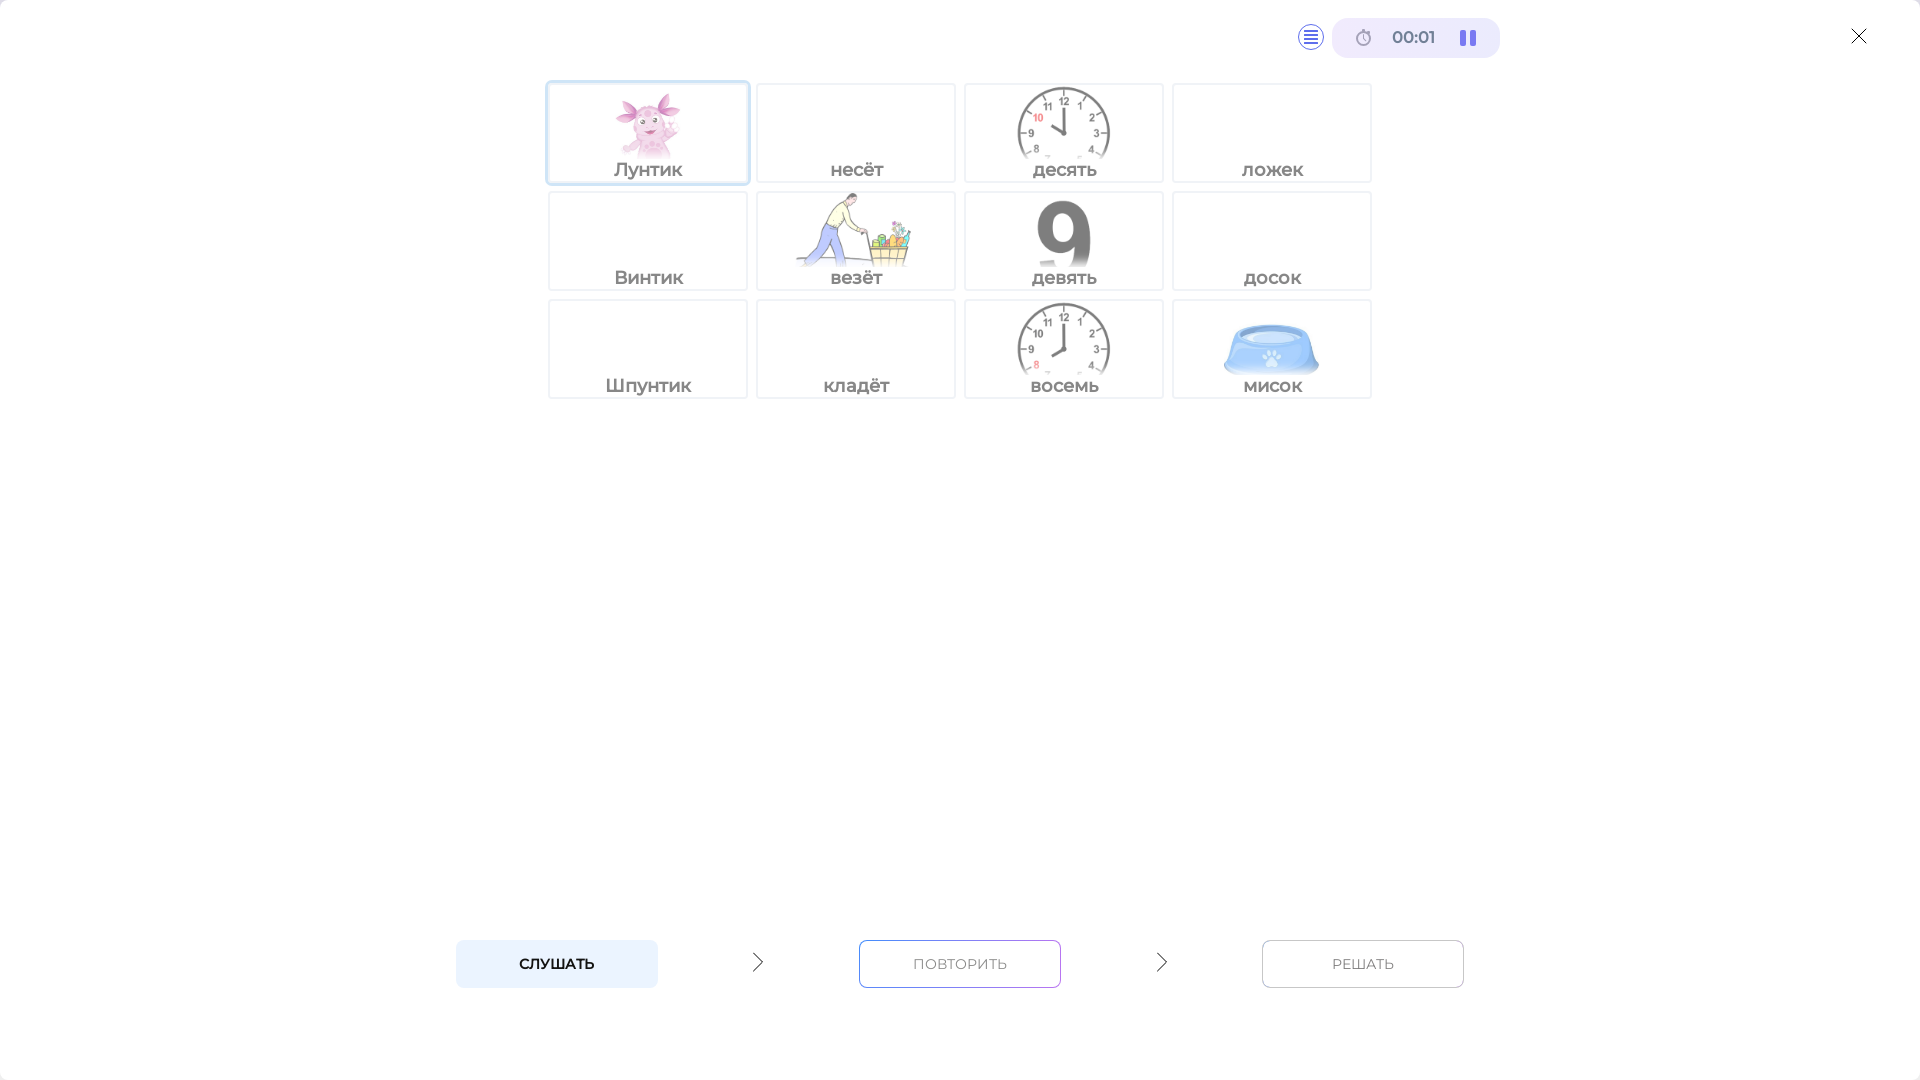 00:01
Лунтик
несёт
десять
ложек
Винтик
везёт
девять
досок
Шпунтик
кладёт
восемь
мисок
СЛУШАТЬ
ПОВТОРИТЬ
РЕШАТЬ